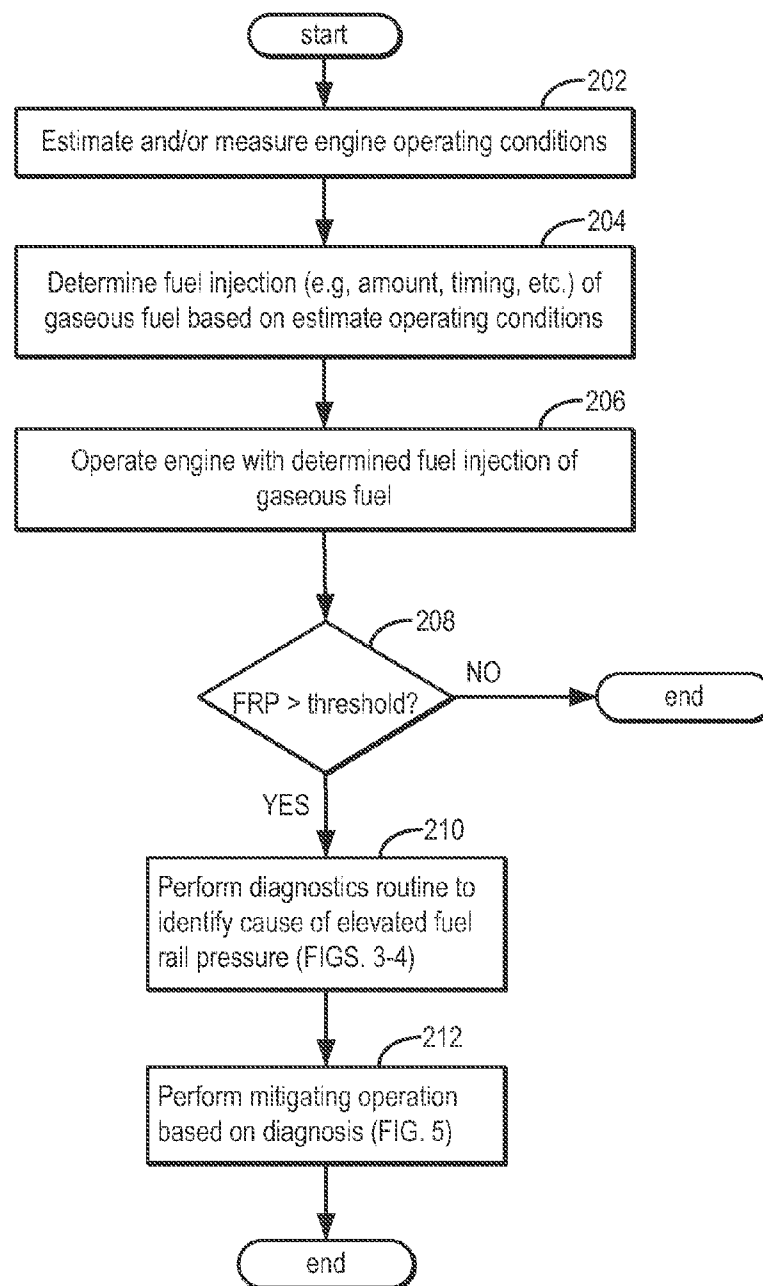 start
202
Estimate and/or measure engine operating conditions
204
Determine fuel injection (e.g, amount, timing, etc.) of
gaseous fuel based on estimate operating conditions
206
Operate engine with determined fuel injection of
gaseous fuel
208
FRP > threshold?
NO
end
YES
210
Perform diagnostics routine to
identify cause of elevated fuel
rail pressure (FIGS. 3-4)
212
Perform mitigating operation
based on diagnosis (FIG. 5)
end